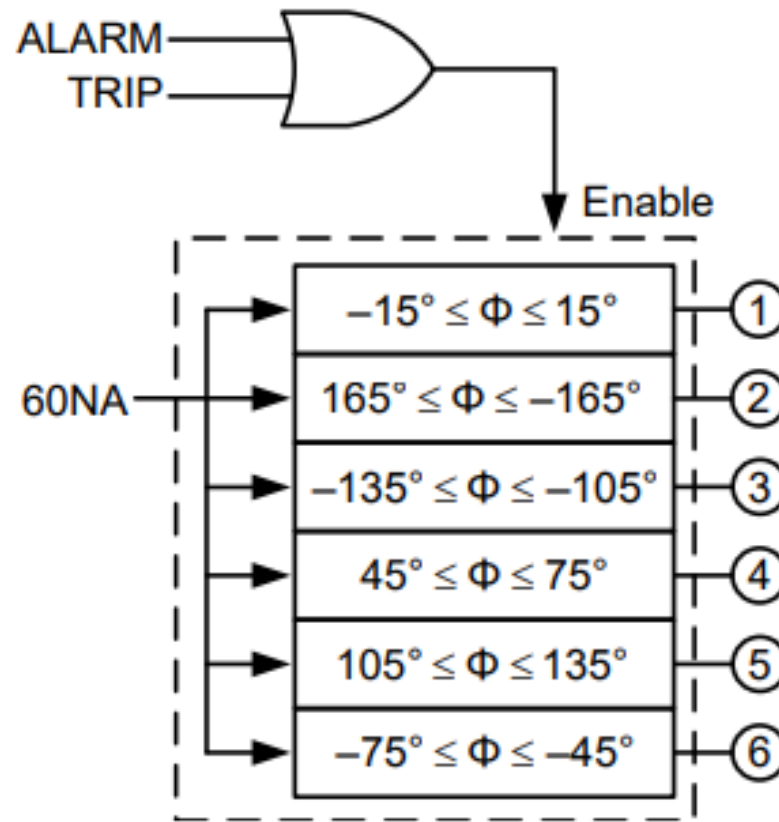 ALARM
TRIP
Enable
–15° ≤ Φ ≤ 15°
1
60NA
165° ≤ Φ ≤ –165°
2
–135° ≤ Φ ≤ –105°
3
45° ≤ Φ ≤ 75°
4
105° ≤ Φ ≤ 135°
5
–75° ≤ Φ ≤ –45°
6